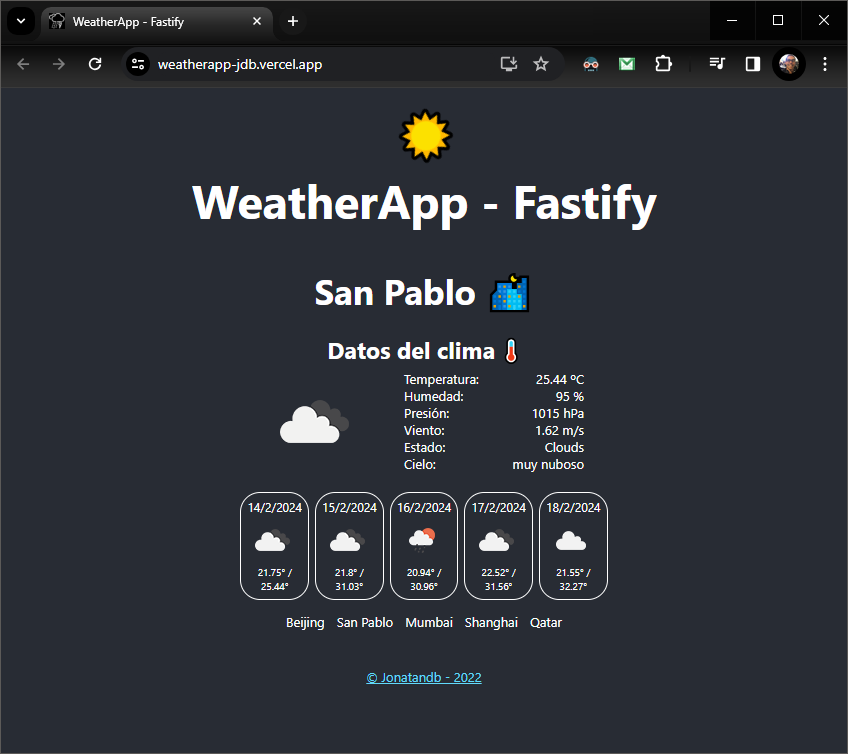 WeatherApp - Fastify
weatherapp-jdb.vercel.app
WeatherApp - Fastify
San Pablo
Datos del clima
Temperatura: 25.44 ºC
Humedad: 95 %
Presión: 1015 hPa
Viento: 1.62 m/s
Estado: Clouds
Cielo: muy nuboso
14/2/2024 15/2/2024 16/2/2024 17/2/2024 18/2/2024
21.75° / 21.8° / 20.94° / 22.52° / 21.55° /
25.44° 31.03° 30.96° 31.56° 32.27°
Beijing San Pablo Mumbai Shanghai Qatar
© Jonatandb - 2022